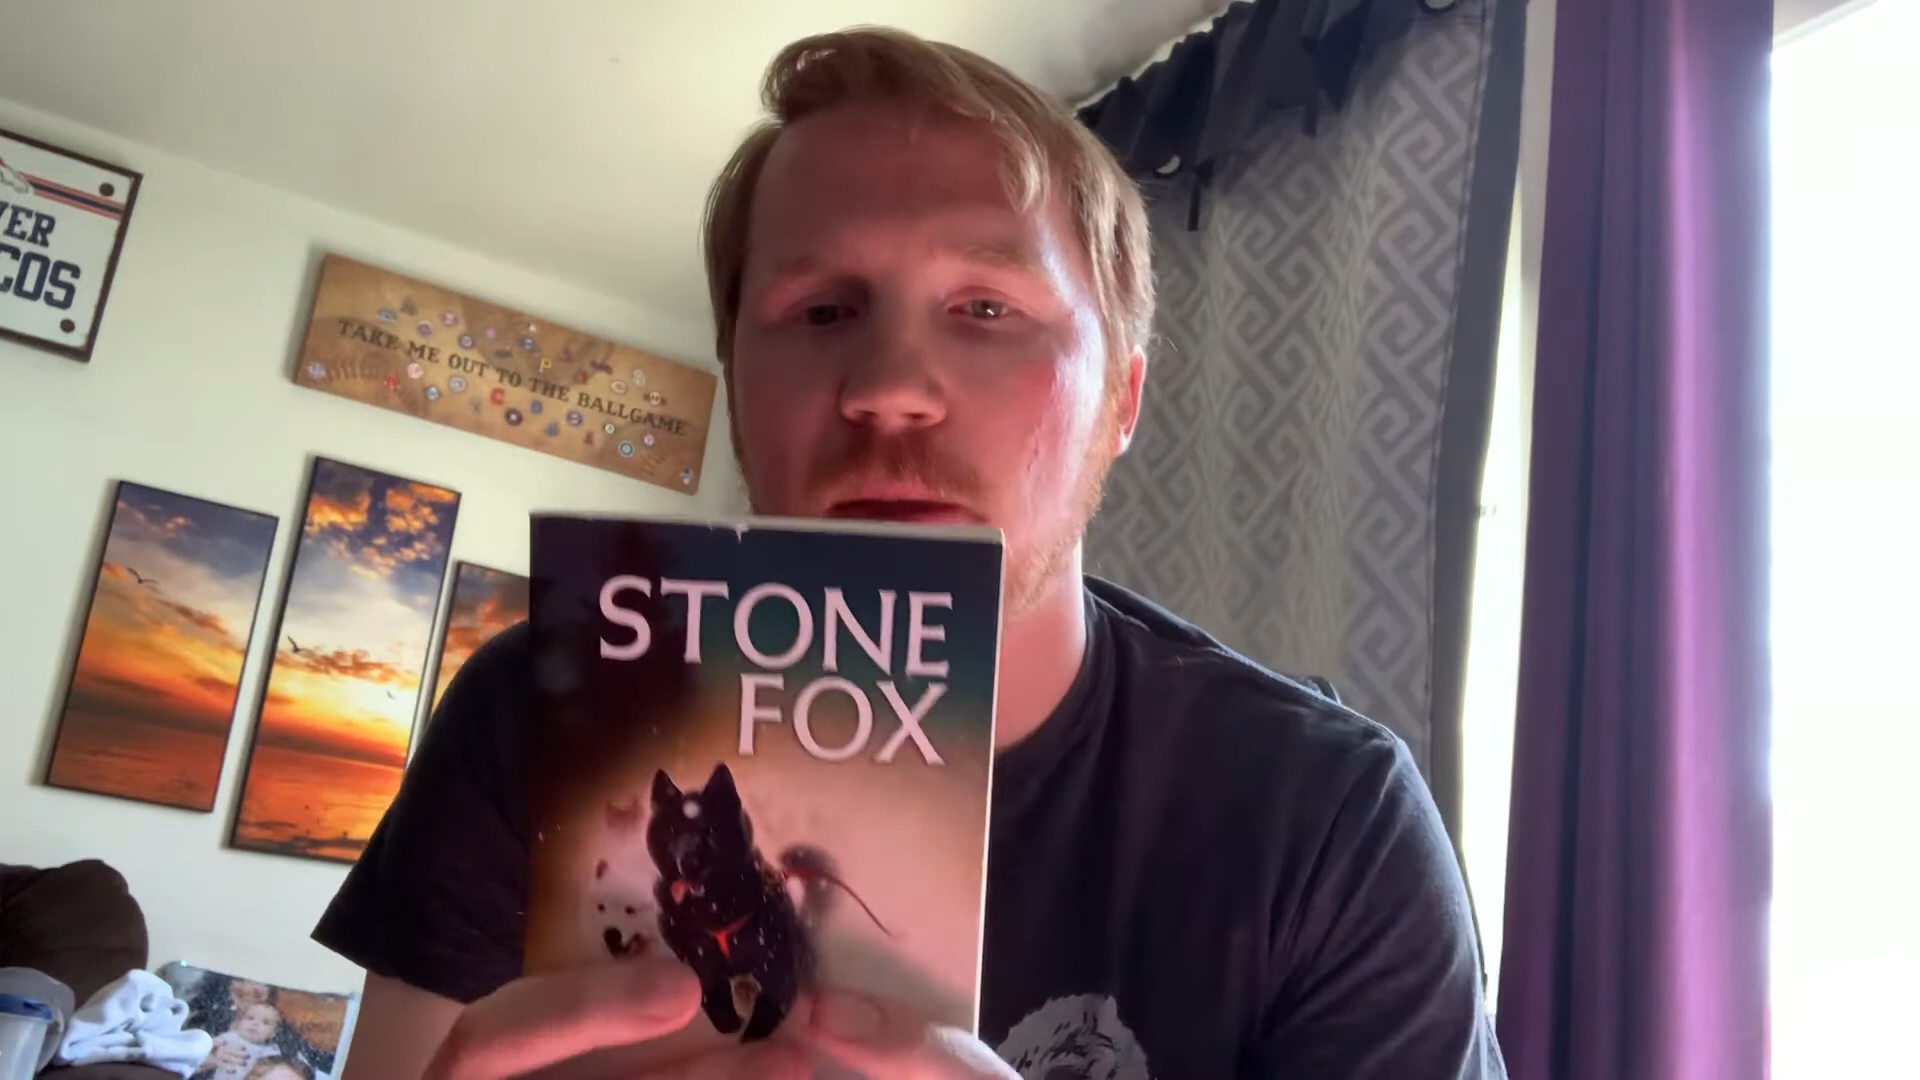 VER
COS
TAKE ME OUT TO THE BALLGAME
STONE
FOX